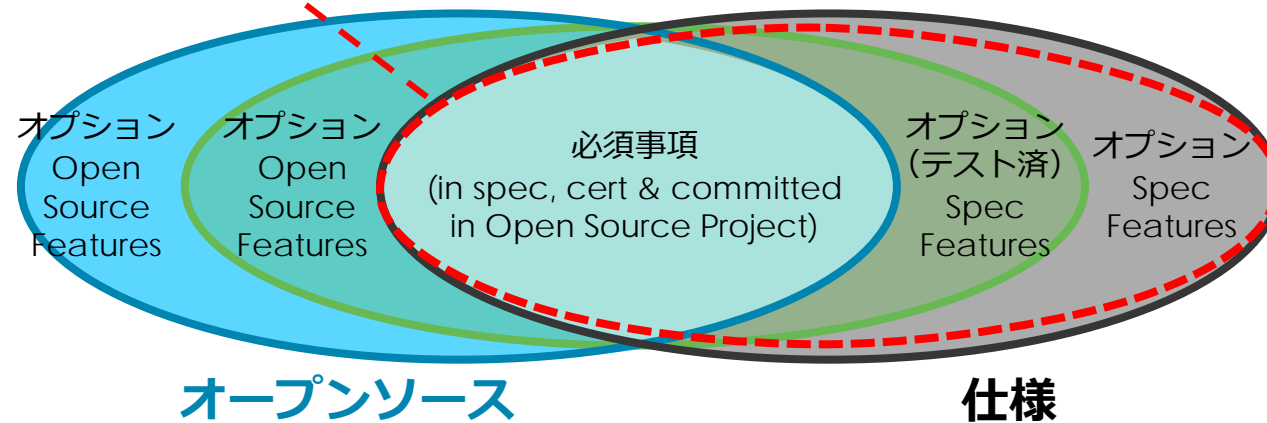 オプション
Open
Source
Features
オプション
Open
Source
Features
必須事項
(in spec, cert & committed
in Open Source Project)
オプション
（テスト済）
Spec
Features
オプション
Spec
Features
オープンソース
仕様